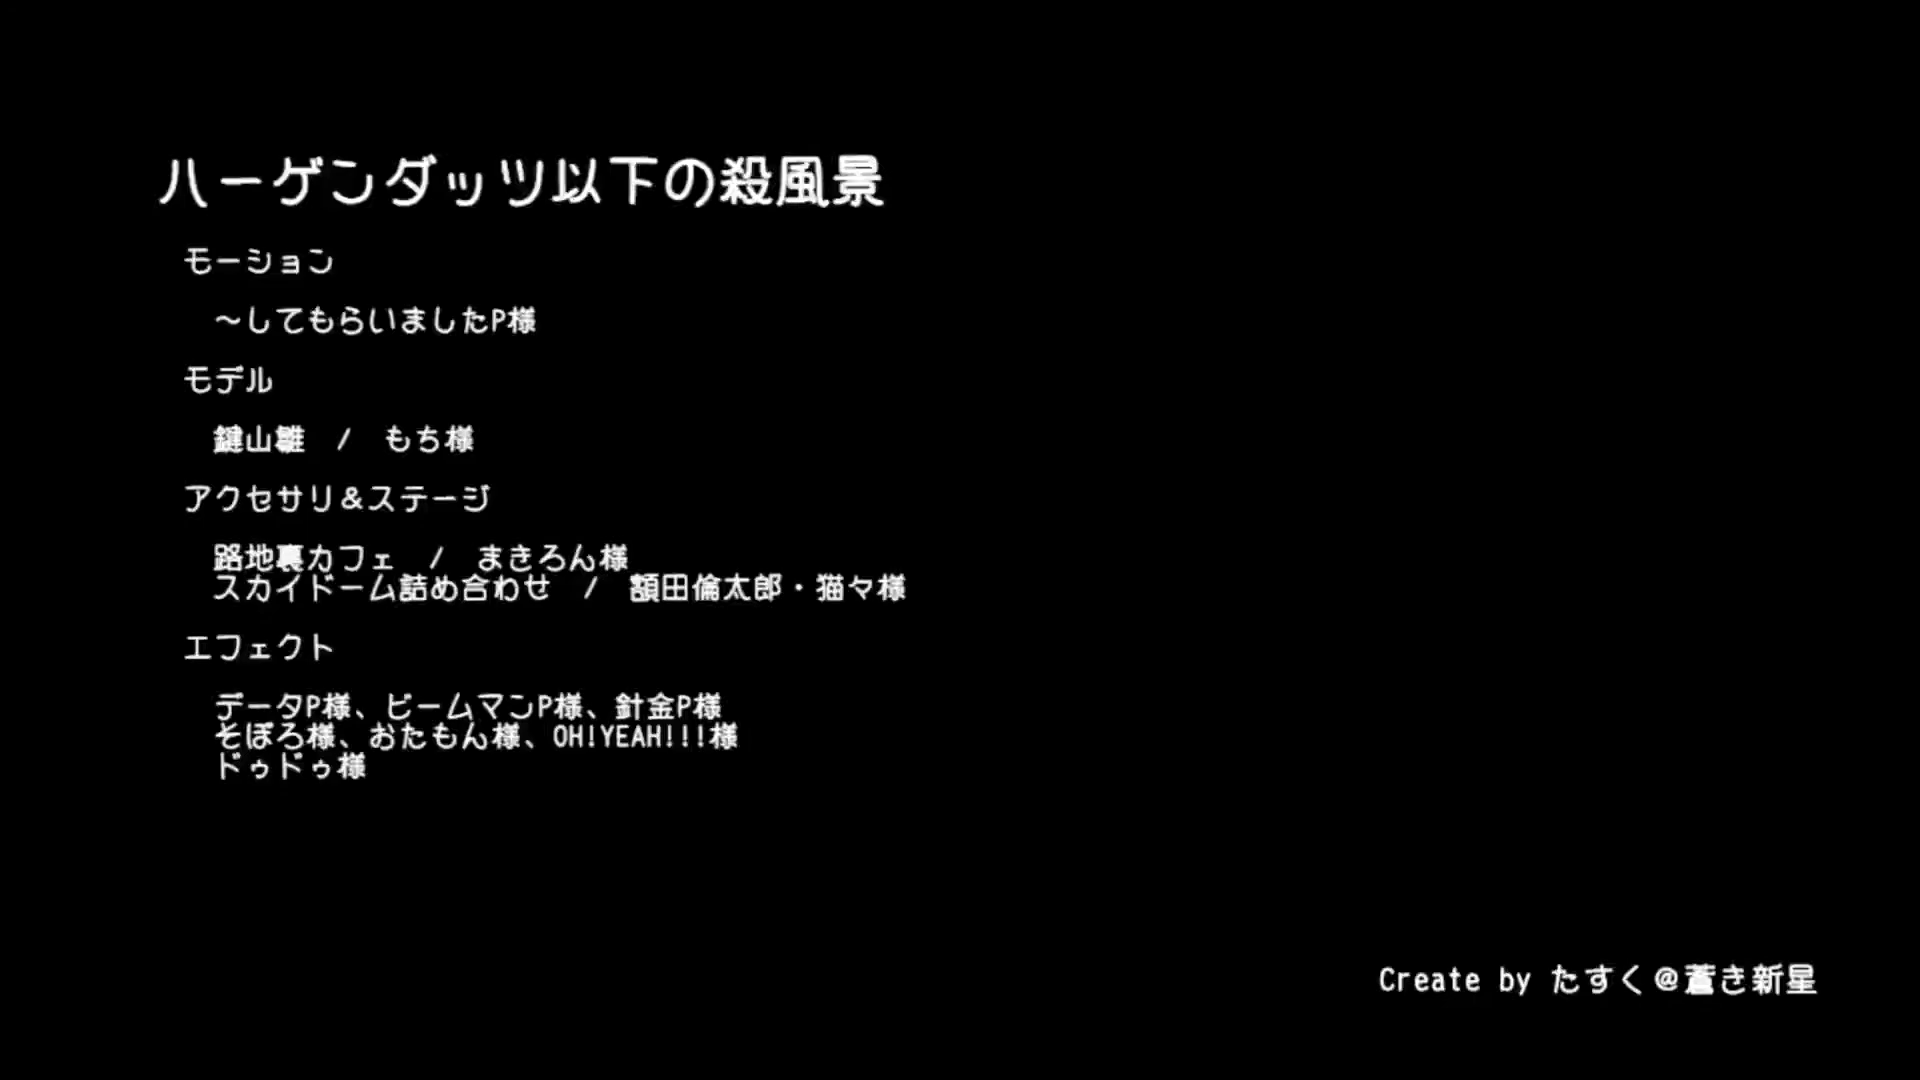 ハーゲンダッツ以下の殺風景
モーション
～してもらいましたP様
モデル
鍵山雛　/　もち様
アクセサリ＆ステージ
路地裏カフェ　/　まきろん様
スカイドーム詰め合わせ　/　額田倫太郎・猫々様
エフェクト
データP様、ビームマンP様、針金P様
そぼろ様、おたもん様、OH!YEAH!!!様
ドゥドゥ様
Create by たすく@蒼き新星